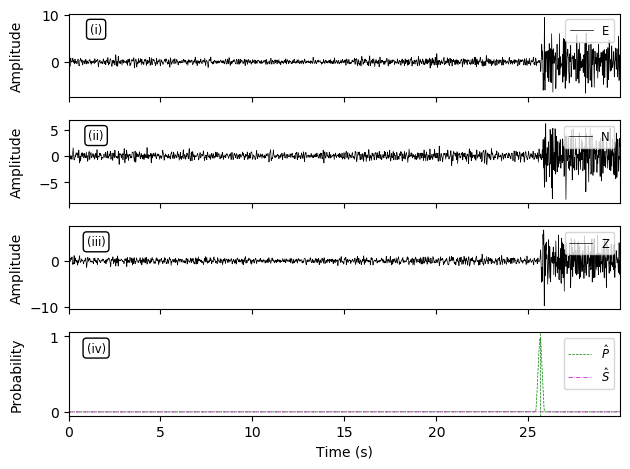 10
0
Amplitude
(i)
E
5
0
−5
Amplitude
(ii)
N
0
−10
Amplitude
(iii)
Z
1
0
Probability
(iv)
P̂
Ŝ
0 5 10 15 20 25
Time (s)